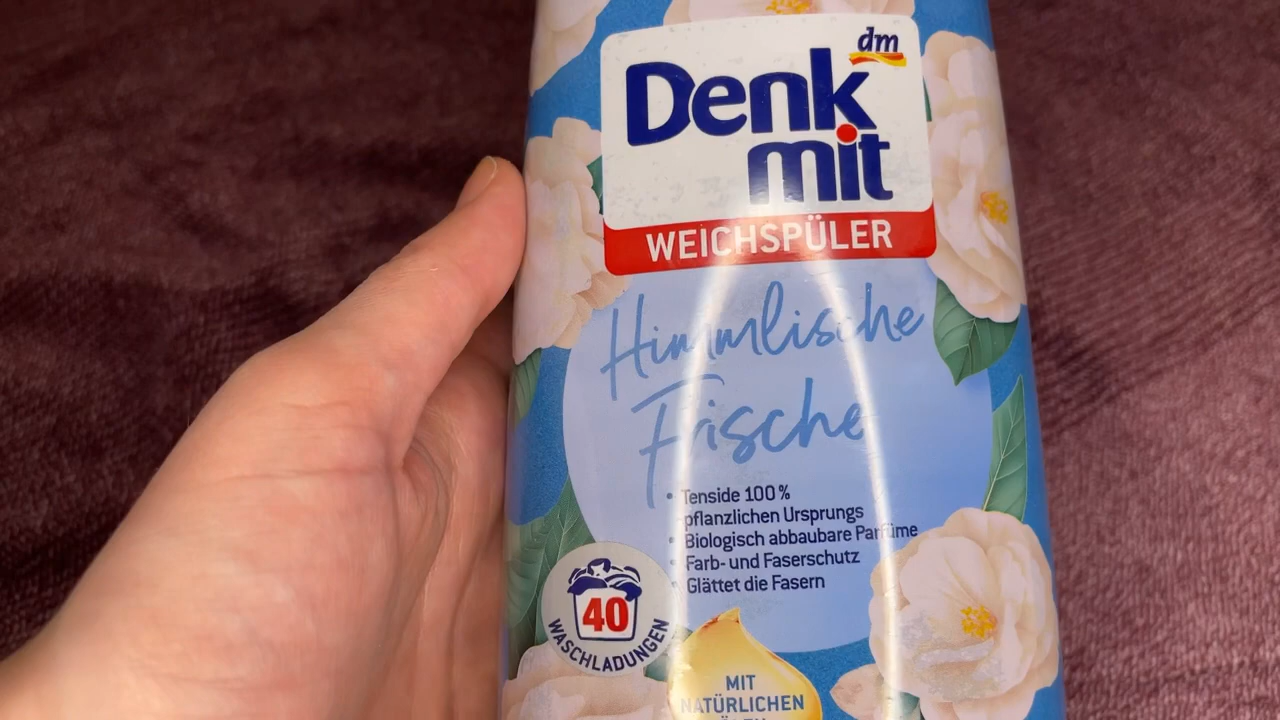 dm
Denk
mit
WEICHSPÜLER
Himmlische
Frische
• Tenside 100 %
pflanzlichen Ursprungs
• Biologisch abbaubare Parfüme
• Farb- und Faserschutz
• Glättet die Fasern
40
WASCHLADUNGEN
MIT
NATÜRLICHEN